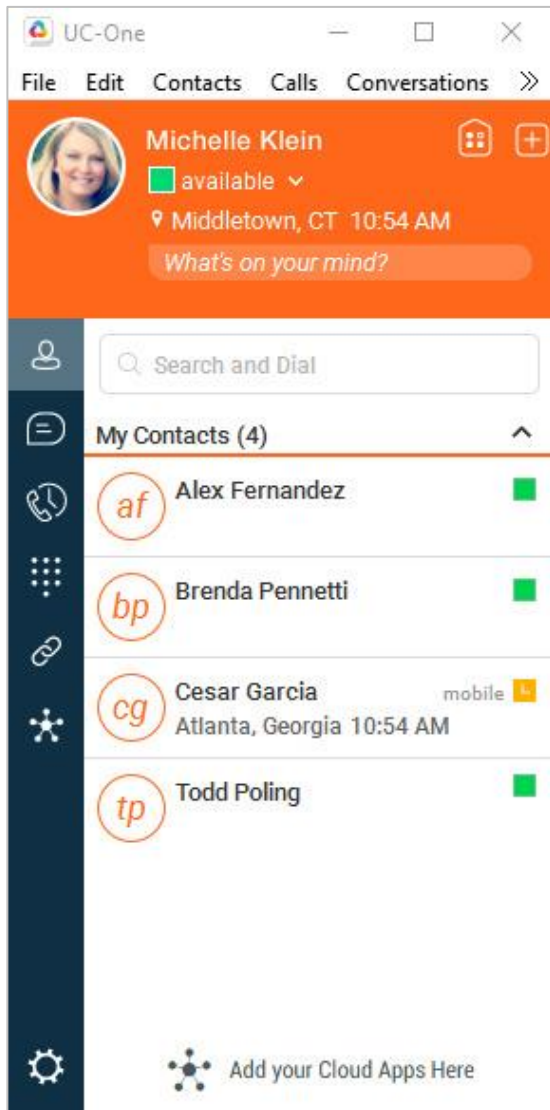 UC-One
File Edit Contacts Calls Conversations »
Michelle Klein
available
Middletown, CT 10:54 AM
What's on your mind?
Search and Dial
My Contacts (4)
af Alex Fernandez
bp Brenda Pennetti
cg Cesar Garcia mobile
Atlanta, Georgia 10:54 AM
tp Todd Poling
Add your Cloud Apps Here